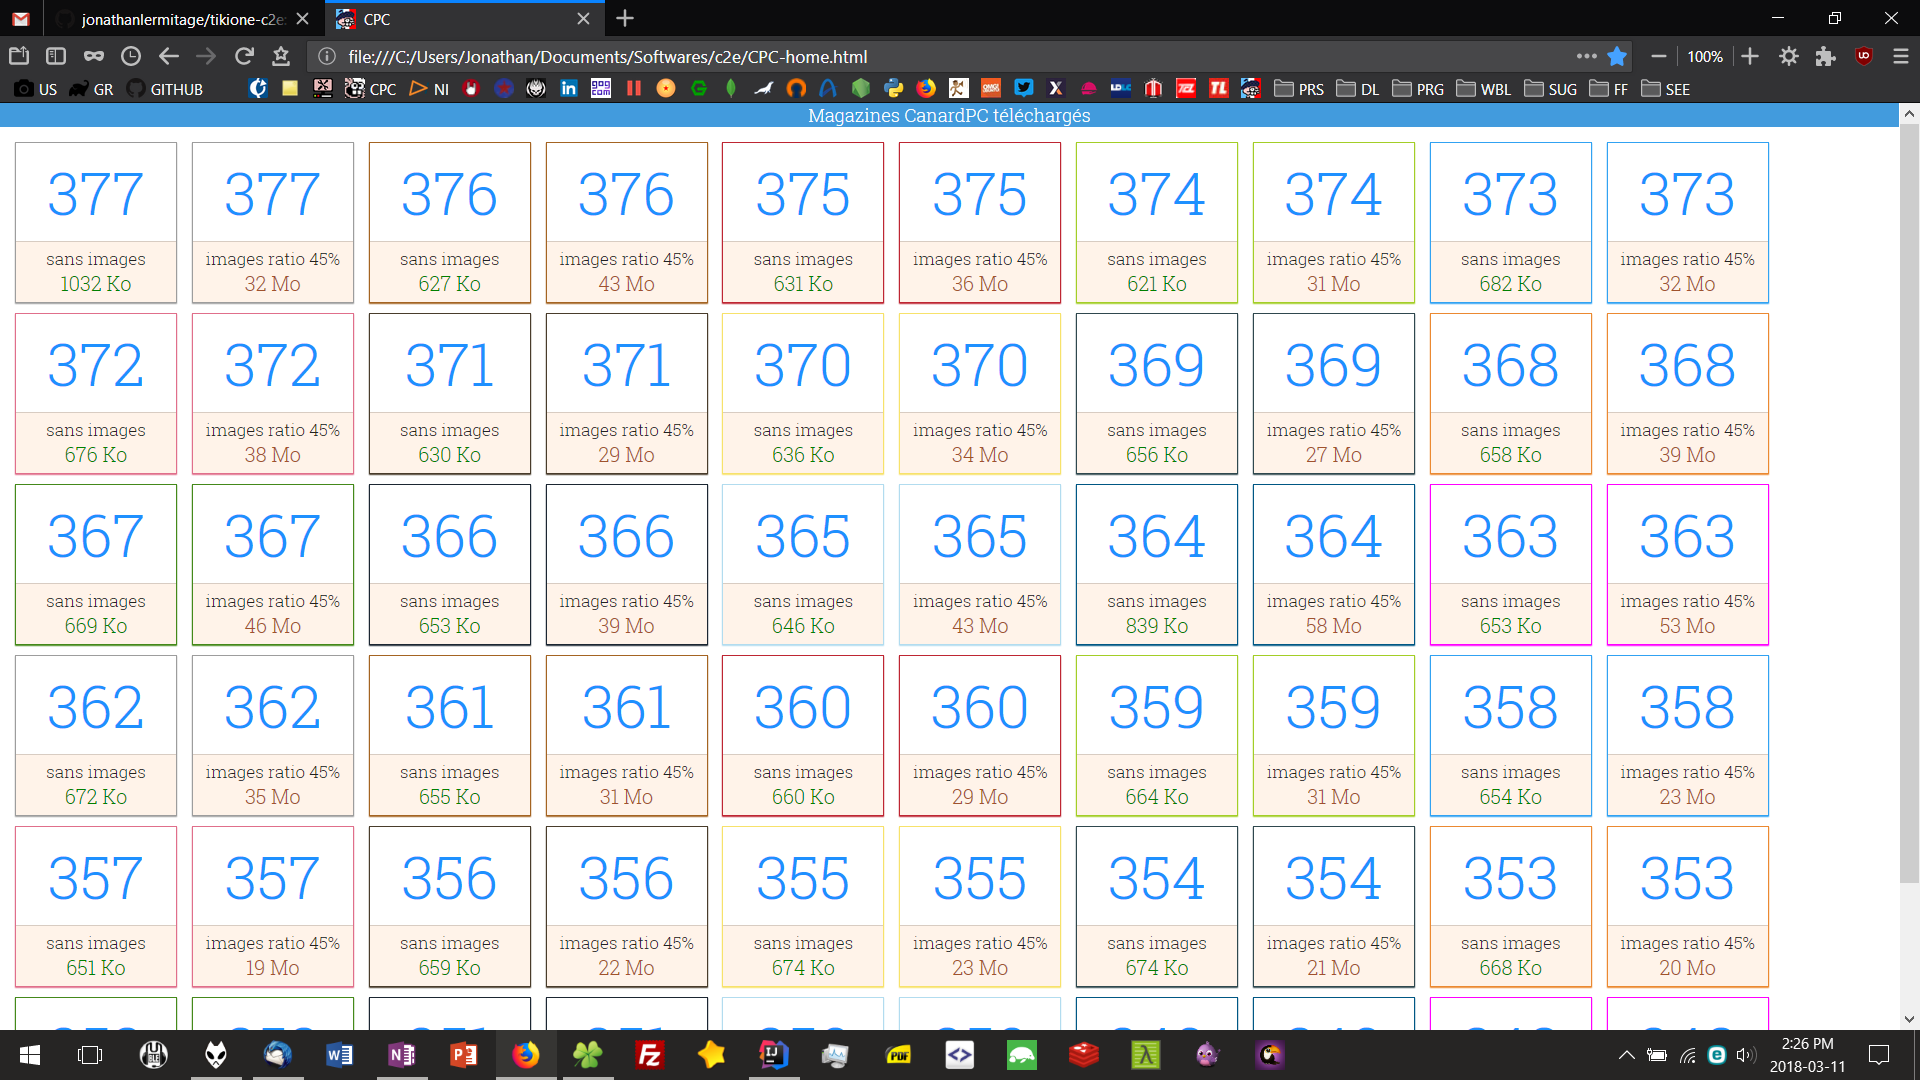 jonathanlermitage/tikione-c2e
CPC
file:///C:/Users/Jonathan/Documents/Softwares/c2e/CPC-home.html
100%
US GR GITHUB CPC NI PRS DL PRG WBL SUG FF SEE
Magazines CanardPC téléchargés
377 377 376 376 375 375 374 374 373 373
sans images images ratio 45% sans images images ratio 45% sans images images ratio 45% sans images images ratio 45% sans images images ratio 45%
1032 Ko 32 Mo 627 Ko 43 Mo 631 Ko 36 Mo 621 Ko 31 Mo 682 Ko 32 Mo
372 372 371 371 370 370 369 369 368 368
sans images images ratio 45% sans images images ratio 45% sans images images ratio 45% sans images images ratio 45% sans images images ratio 45%
676 Ko 38 Mo 630 Ko 29 Mo 636 Ko 34 Mo 656 Ko 27 Mo 658 Ko 39 Mo
367 367 366 366 365 365 364 364 363 363
sans images images ratio 45% sans images images ratio 45% sans images images ratio 45% sans images images ratio 45% sans images images ratio 45%
669 Ko 46 Mo 653 Ko 39 Mo 646 Ko 43 Mo 839 Ko 58 Mo 653 Ko 53 Mo
362 362 361 361 360 360 359 359 358 358
sans images images ratio 45% sans images images ratio 45% sans images images ratio 45% sans images images ratio 45% sans images images ratio 45%
672 Ko 35 Mo 655 Ko 31 Mo 660 Ko 29 Mo 664 Ko 31 Mo 654 Ko 23 Mo
357 357 356 356 355 355 354 354 353 353
sans images images ratio 45% sans images images ratio 45% sans images images ratio 45% sans images images ratio 45% sans images images ratio 45%
651 Ko 19 Mo 659 Ko 22 Mo 674 Ko 23 Mo 674 Ko 21 Mo 668 Ko 20 Mo
2:26 PM
2018-03-11